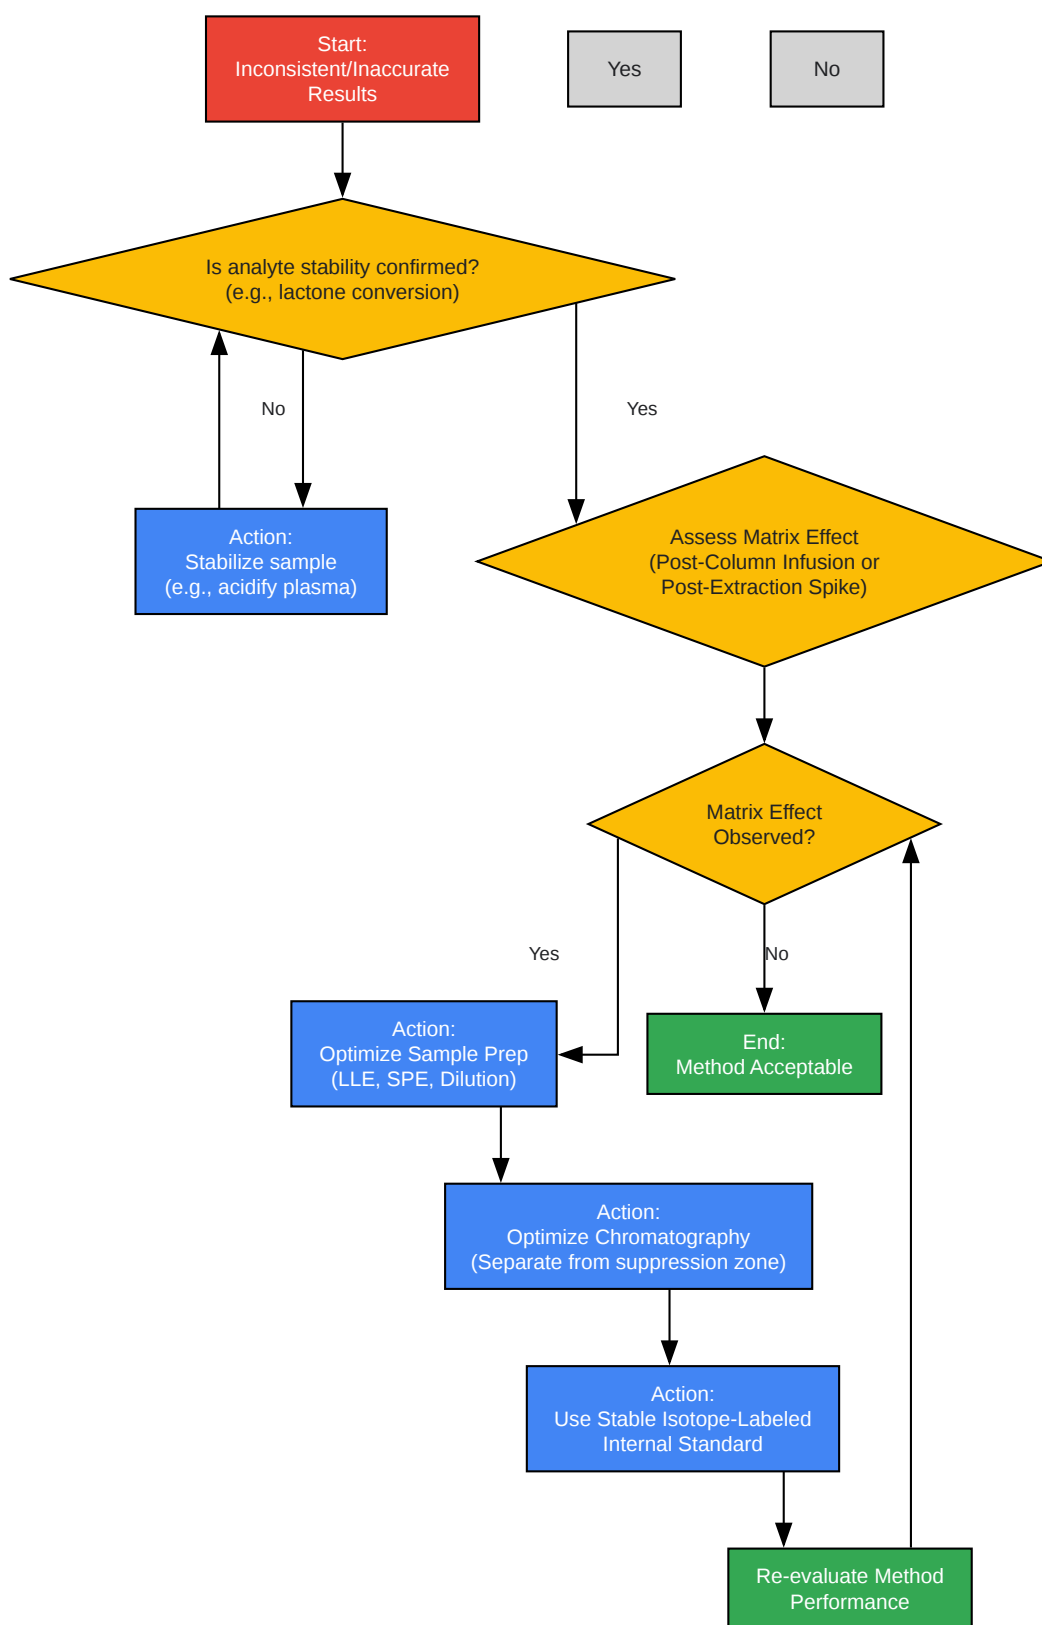 Start:
Inconsistent/Inaccurate
Results
Yes
No
Is analyte stability confirmed?
(e.g., lactone conversion)
No
Yes
Action:
Stabilize sample
(e.g., acidify plasma)
Assess Matrix Effect
(Post-Column Infusion or
Post-Extraction Spike)
Matrix Effect
Observed?
Yes
No
Action:
Optimize Sample Prep
(LLE, SPE, Dilution)
End:
Method Acceptable
Action:
Optimize Chromatography
(Separate from suppression zone)
Action:
Use Stable Isotope-Labeled
Internal Standard
Re-evaluate Method
Performance